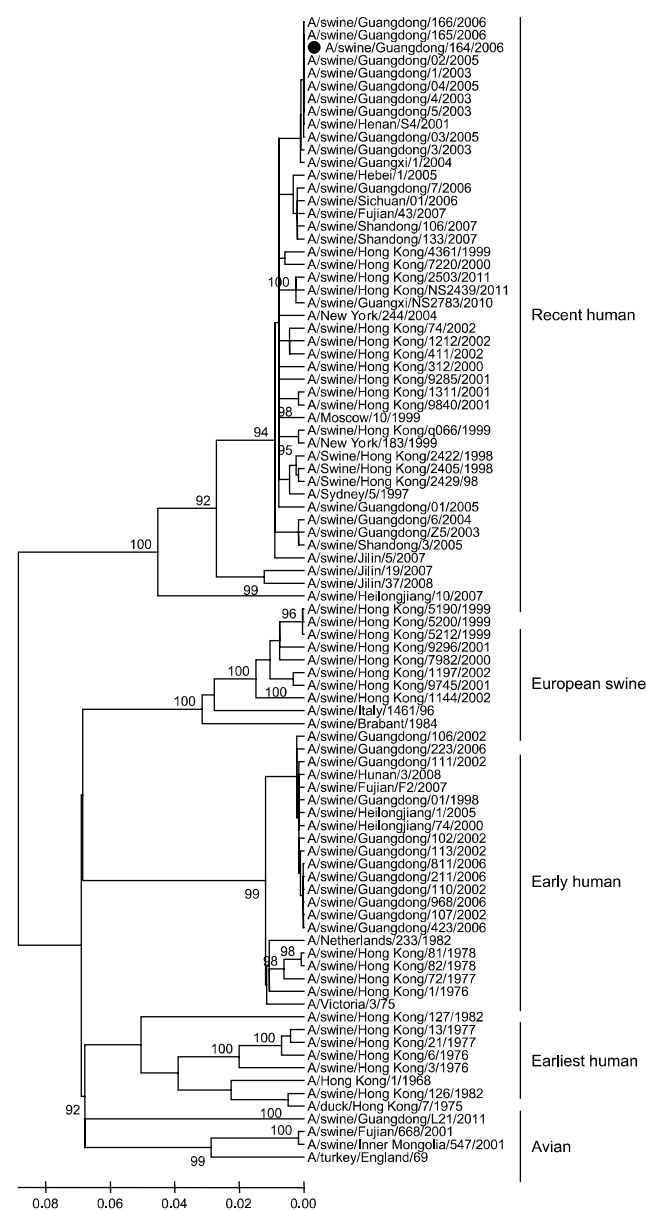 A/swine/Guangdong/166/2006
A/swine/Guangdong/165/2006
A/swine/Guangdong/164/2006
A/swine/Guangdong/02/2005
A/swine/Guangdong/1/2003
A/swine/Guangdong/04/2005
A/swine/Guangdong/4/2003
A/swine/Guangdong/5/2003
A/swine/Henan/S4/2001
A/swine/Guangdong/03/2005
A/swine/Guangdong/3/2003
A/swine/Guangxi/1/2004
A/swine/Hebei/1/2005
A/swine/Guangdong/7/2006
A/swine/Sichuan/01/2006
A/swine/Fujian/43/2007
A/swine/Shandong/106/2007
A/swine/Shandong/133/2007
A/swine/Hong Kong/4361/1999
A/swine/Hong Kong/7220/2000
100 A/swine/Hong Kong/2503/2011
A/swine/Hong Kong/NS2439/2011
A/swine/Guangxi/NS2783/2010
A/New York/244/2004
Recent human
A/swine/Hong Kong/74/2002
A/swine/Hong Kong/1212/2002
A/swine/Hong Kong/411/2002
A/swine/Hong Kong/312/2000
A/swine/Hong Kong/9285/2001
A/swine/Hong Kong/1311/2001
A/swine/Hong Kong/9840/2001
98 A/Moscow/10/1999
A/swine/Hong Kong/q066/1999
94 A/New York/183/1999
95 A/Swine/Hong Kong/2422/1998
A/Swine/Hong Kong/2405/1998
A/Swine/Hong Kong/2429/98
A/Sydney/5/1997
92 A/swine/Guangdong/01/2005
A/swine/Guangdong/6/2004
A/swine/Guangdong/Z5/2003
100 A/swine/Shandong/3/2005
A/swine/Jilin/5/2007
A/swine/Jilin/19/2007
99 A/swine/Jilin/37/2008
A/swine/Heilongjiang/10/2007
96 A/swine/Hong Kong/5190/1999
A/swine/Hong Kong/5200/1999
A/swine/Hong Kong/5212/1999
A/swine/Hong Kong/9296/2001
A/swine/Hong Kong/7982/2000
100 A/swine/Hong Kong/1197/2002
European swine
100 A/swine/Hong Kong/9745/2001
100 A/swine/Hong Kong/1144/2002
A/swine/Italy/1461/96
A/swine/Brabant/1984
A/swine/Guangdong/106/2002
A/swine/Guangdong/223/2006
A/swine/Guangdong/111/2002
A/swine/Hunan/3/2008
A/swine/Fujian/F2/2007
A/swine/Guangdong/01/1998
A/swine/Heilongjiang/1/2005
A/swine/Heilongjiang/74/2000
A/swine/Guangdong/102/2002
A/swine/Guangdong/113/2002
A/swine/Guangdong/811/2006
A/swine/Guangdong/211/2006
Early human
99 A/swine/Guangdong/110/2002
A/swine/Guangdong/968/2006
A/swine/Guangdong/107/2002
A/swine/Guangdong/423/2006
A/Netherlands/233/1982
98 A/swine/Hong Kong/81/1978
98 A/swine/Hong Kong/82/1978
A/swine/Hong Kong/72/1977
A/swine/Hong Kong/1/1976
A/Victoria/3/75
A/swine/Hong Kong/127/1982
A/swine/Hong Kong/13/1977
100 A/swine/Hong Kong/21/1977
100 A/swine/Hong Kong/6/1976
Earliest human
A/swine/Hong Kong/3/1976
A/Hong Kong/1/1968
A/swine/Hong Kong/126/1982
92 A/duck/Hong Kong/7/1975
100 A/swine/Guangdong/L21/2011
100 A/swine/Fujian/668/2001
A/swine/Inner Mongolia/547/2001
Avian
99 A/turkey/England/69
0.08 0.06 0.04 0.02 0.00